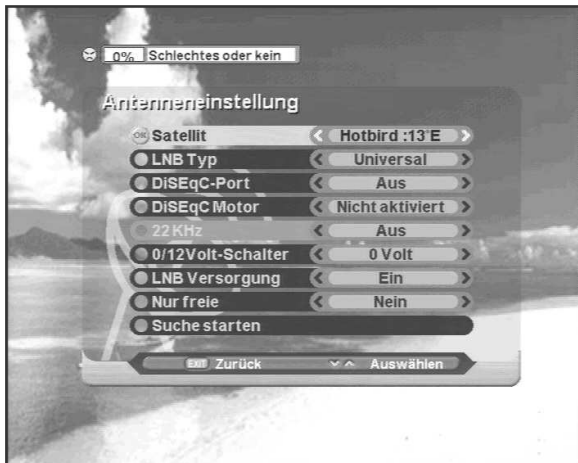 0% Schlechtes oder kein
Antenneneinstellung
OK Satellit Hotbird :13°E
LNB Typ Universal
DiSEqC-Port Aus
DiSEqC Motor Nicht aktiviert
22 KHz Aus
0/12Volt-Schalter 0 Volt
LNB Versorgung Ein
Nur freie Nein
Suche starten
EXIT Zurück Auswählen